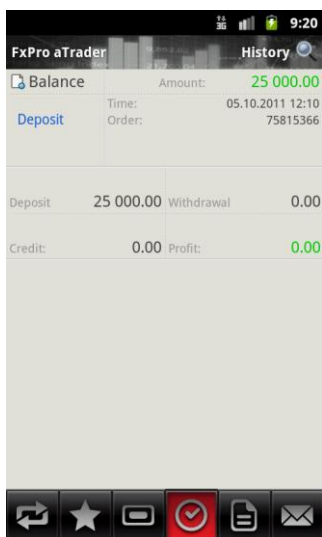 3G 9:20
FxPro aTrader History
Balance Amount: 25 000.00
Time: 05.10.2011 12:10
Deposit Order: 75815366
Deposit 25 000.00 Withdrawal 0.00
Credit: 0.00 Profit: 0.00